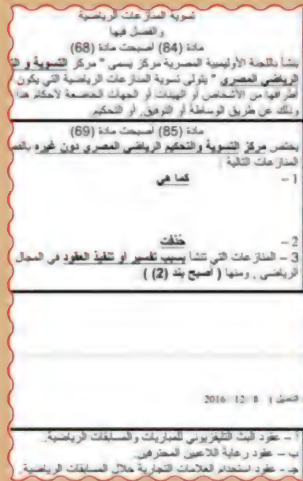 تسوية المنازعات الرياضية
والفصل فيها
مادة (84) أصبحت مادة (68)
ينشأ باللجنة الأوليمبية المصرية مركز يسمى " مركز التسوية و
الرياضي المصري " يتولى تسوية المنازعات الرياضية التي يكون
أطرافها من الأشخاص أو الهيئات أو الجهات الخاضعة لأحكام هذا
وذلك عن طريق الوساطة أو التوفيق, أو التحكيم
مادة (85) أصبحت مادة (69)
يختص مركز التسوية والتحكيم الرياضي المصري دون غيره
المنازعات التالية :
1 – كما هي
2 – حُذفت
3 – المنازعات التي تنشأ بسبب تفسير أو تنفيذ العقود في المجال
الرياضي , ومنها ( أصبح بند (2) )
2016 12 8
أ – عقود البث التليفزيوني للمباريات والمسابقات الرياضية.
ب – عقود رعاية اللاعبين المحترفين.
جـ – عقود استخدام العلامات التجارية خلال المسابقات الرياضية.